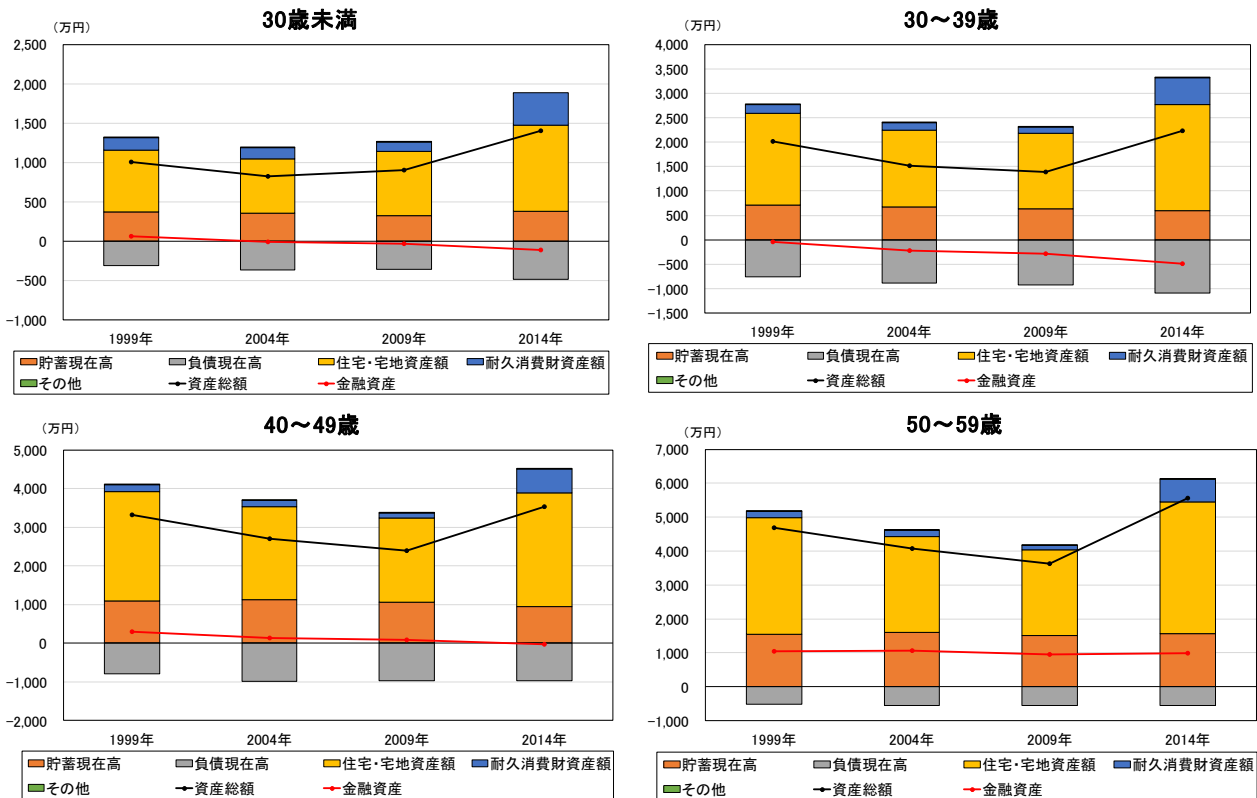 30歳未満
（万円）
2,500
2,000
1,500
1,000
500
0
−500
−1,000
1999年 2004年 2009年 2014年
貯蓄現在高 負債現在高 住宅・宅地資産額 耐久消費財資産額
その他 資産総額 金融資産
30～39歳
（万円）
4,000
3,500
3,000
2,500
2,000
1,500
1,000
500
0
−500
−1,000
−1,500
1999年 2004年 2009年 2014年
貯蓄現在高 負債現在高 住宅・宅地資産額 耐久消費財資産額
その他 資産総額 金融資産
40～49歳
（万円）
5,000
4,000
3,000
2,000
1,000
0
−1,000
−2,000
1999年 2004年 2009年 2014年
貯蓄現在高 負債現在高 住宅・宅地資産額 耐久消費財資産額
その他 資産総額 金融資産
50～59歳
（万円）
7,000
6,000
5,000
4,000
3,000
2,000
1,000
0
−1,000
1999年 2004年 2009年 2014年
貯蓄現在高 負債現在高 住宅・宅地資産額 耐久消費財資産額
その他 資産総額 金融資産